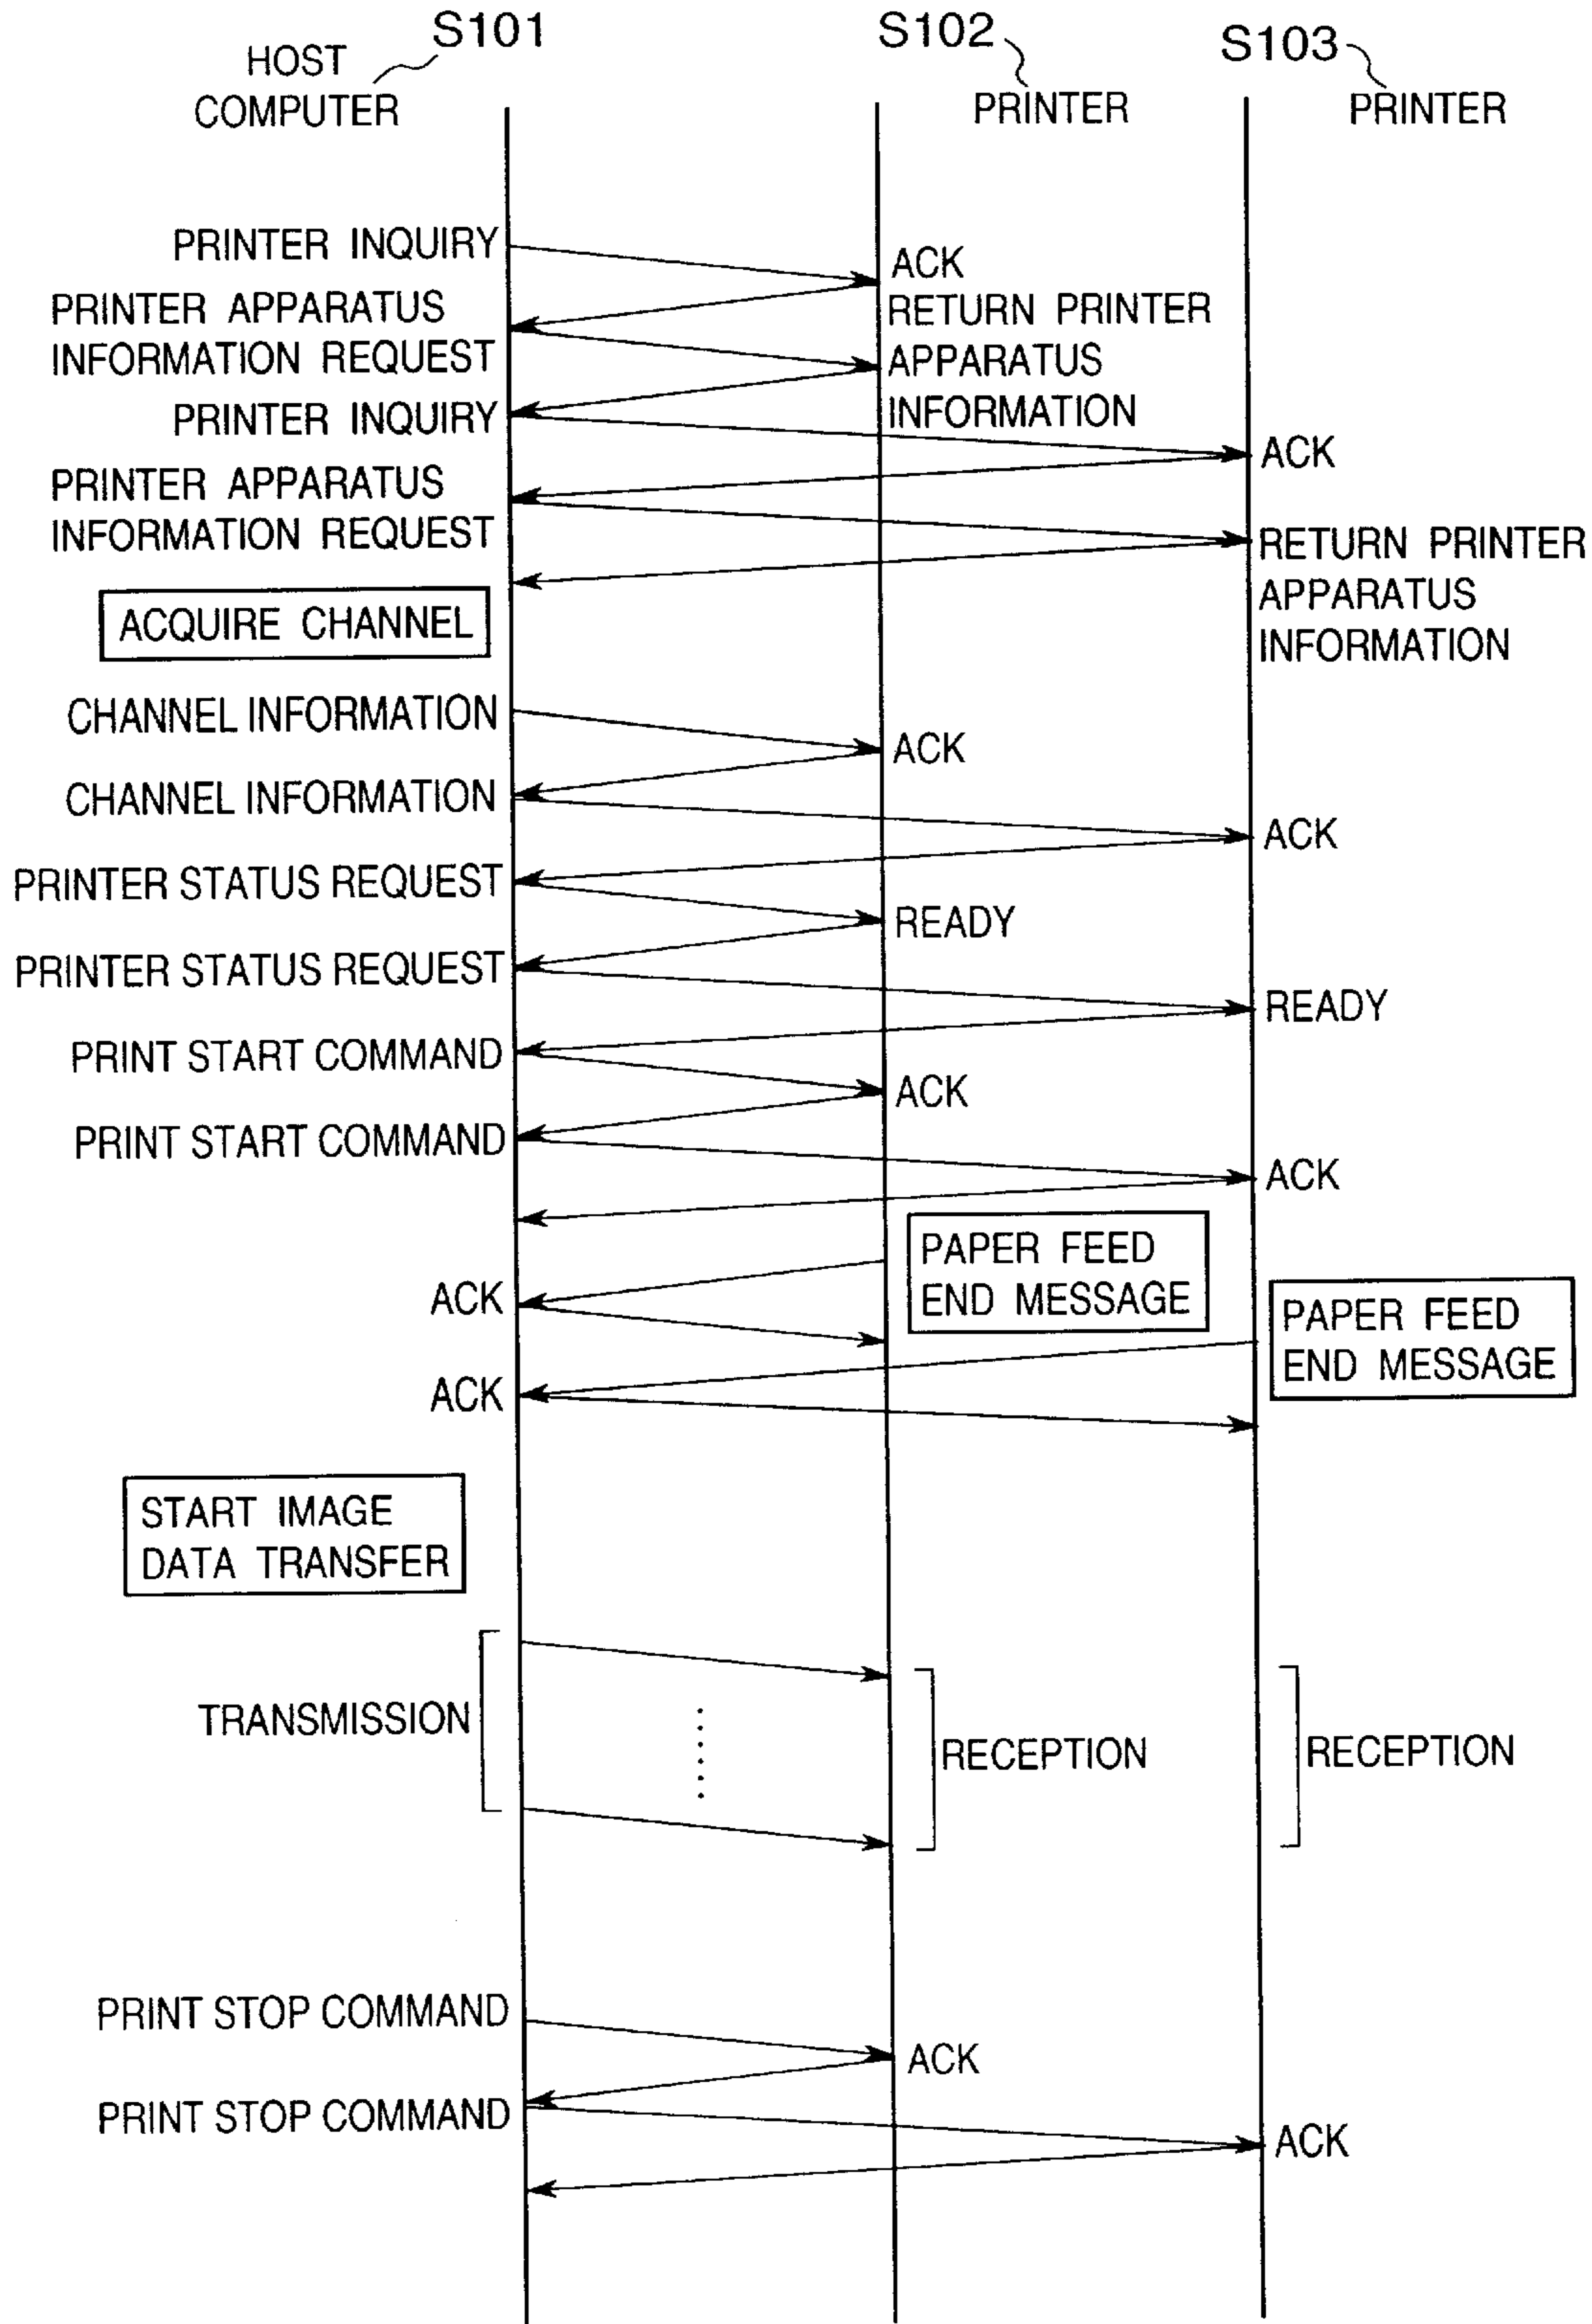 S101
HOST
COMPUTER
S102
PRINTER
S103
PRINTER
PRINTER INQUIRY
ACK
PRINTER APPARATUS
INFORMATION REQUEST
RETURN PRINTER
APPARATUS
INFORMATION
PRINTER INQUIRY
ACK
PRINTER APPARATUS
INFORMATION REQUEST
RETURN PRINTER
APPARATUS
INFORMATION
ACQUIRE CHANNEL
CHANNEL INFORMATION
ACK
CHANNEL INFORMATION
ACK
PRINTER STATUS REQUEST
READY
PRINTER STATUS REQUEST
READY
PRINT START COMMAND
ACK
PRINT START COMMAND
ACK
PAPER FEED
END MESSAGE
ACK
PAPER FEED
END MESSAGE
ACK
START IMAGE
DATA TRANSFER
TRANSMISSION
RECEPTION
RECEPTION
PRINT STOP COMMAND
ACK
PRINT STOP COMMAND
ACK